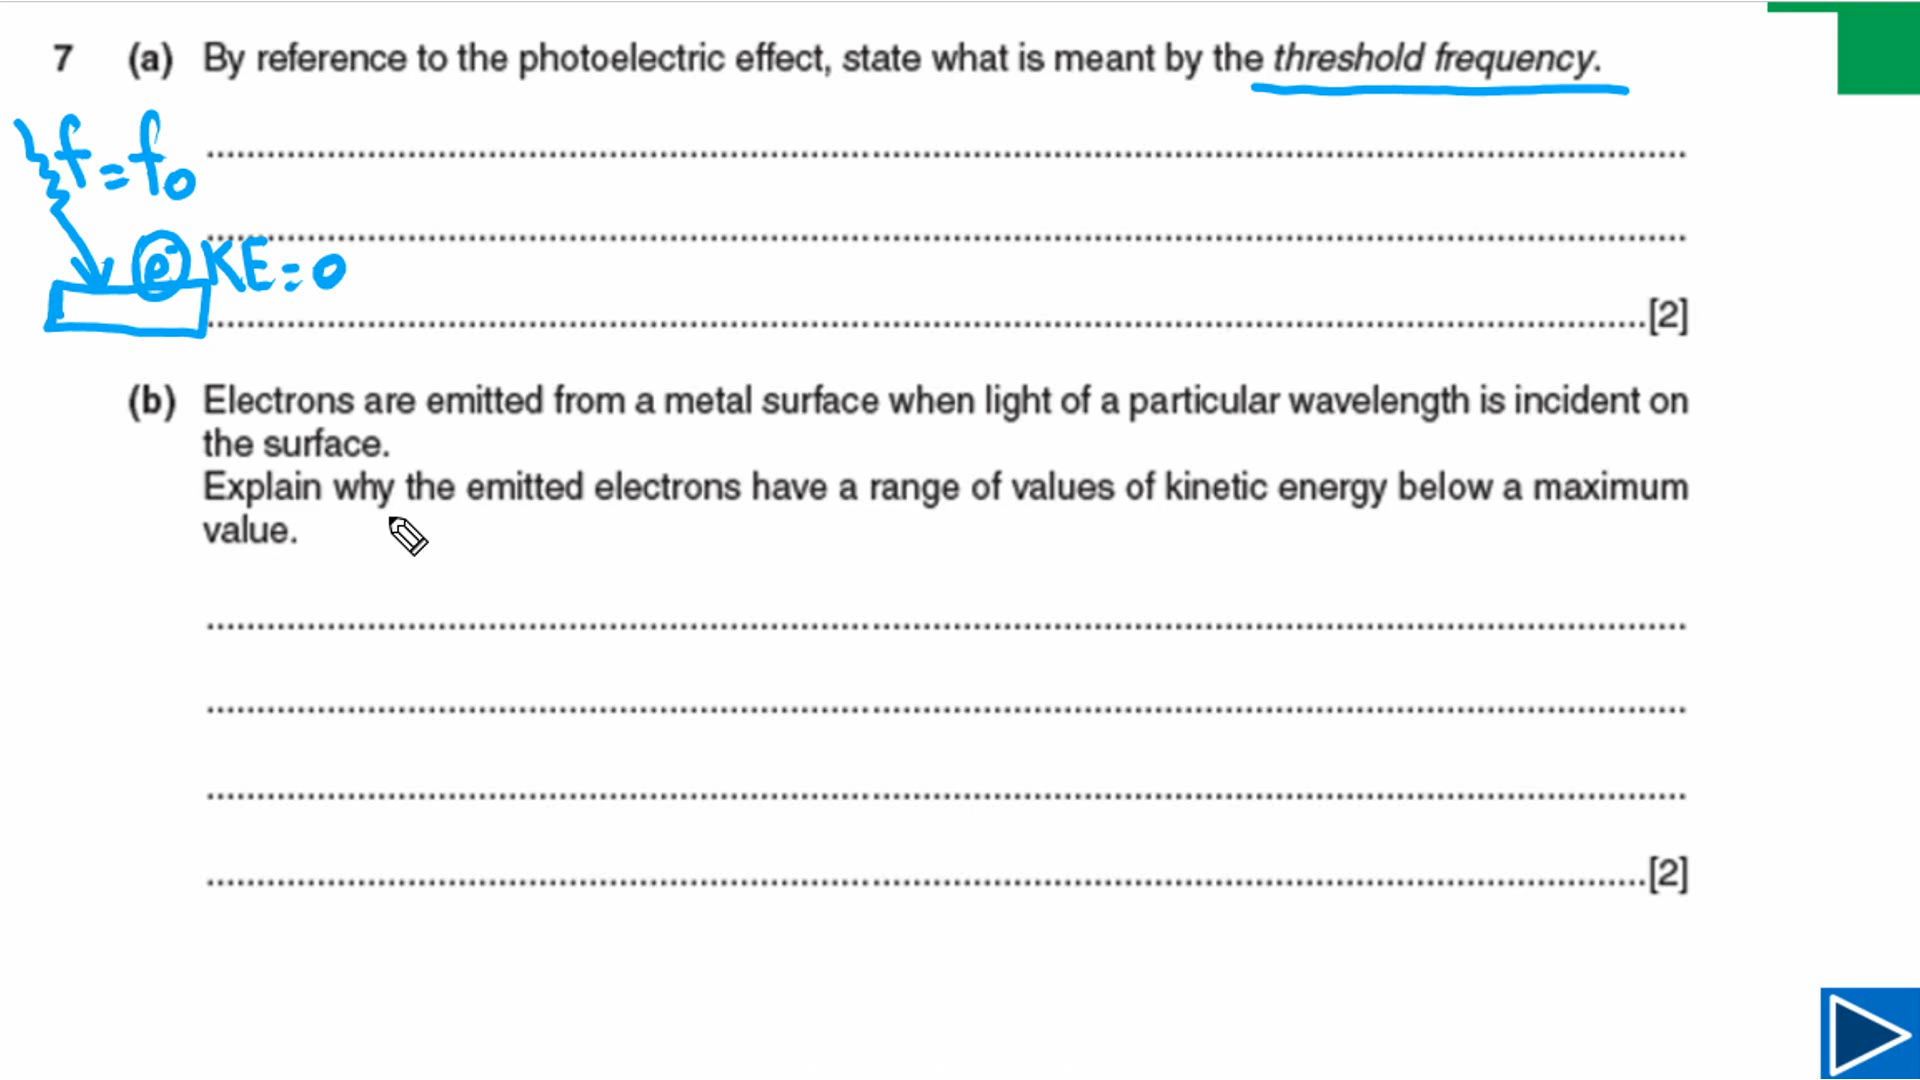 7 (a) By reference to the photoelectric effect, state what is meant by the threshold frequency.
f = f₀
e⁻ KE = 0
[2]
(b) Electrons are emitted from a metal surface when light of a particular wavelength is incident on
the surface.
Explain why the emitted electrons have a range of values of kinetic energy below a maximum
value.
[2]